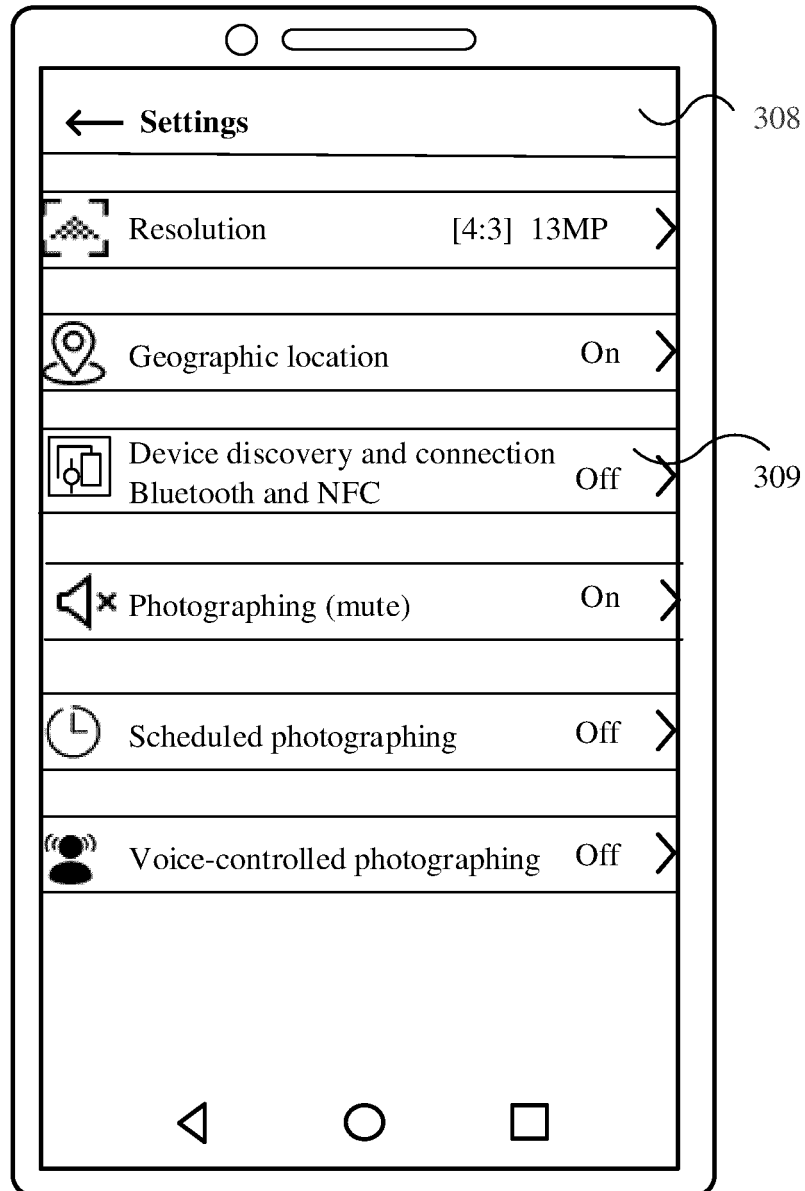 Settings
308
Resolution [4:3] 13MP
Geographic location On
Device discovery and connection
Bluetooth and NFC Off
309
Photographing (mute) On
Scheduled photographing Off
Voice-controlled photographing Off